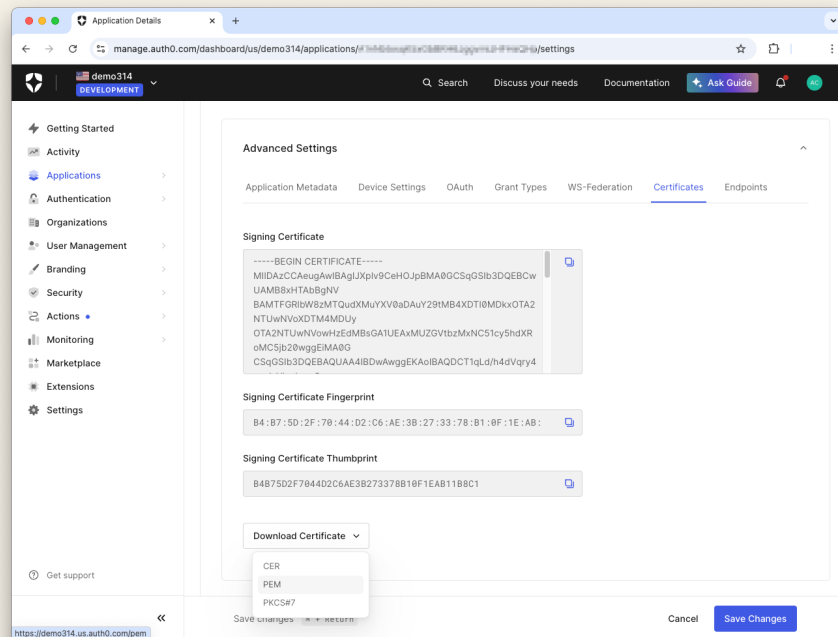 Application Details
manage.auth0.com/dashboard/us/demo314/applications/
/settings
demo314
DEVELOPMENT
Search
Discuss your needs
Documentation
Ask Guide
AC
Getting Started
Activity
Applications
Authentication
Organizations
User Management
Branding
Security
Actions
Monitoring
Marketplace
Extensions
Settings
Get support
https://demo314.us.auth0.com/pem
Advanced Settings
Application Metadata
Device Settings
OAuth
Grant Types
WS-Federation
Certificates
Endpoints
Signing Certificate
-----BEGIN CERTIFICATE-----
MIIDAzCCAeugAwIBAgIJXpIv9CeHOJpBMA0GCSqGSIb3DQEBCw
UAMB8xHTAbBgNV
BAMTFGRlbW8zMTQudXMuYXV0aDAuY29tMB4XDTI0MDkxOTA2
NTUwNVoXDTM4MDUy
OTA2NTUwNVowHzEdMBsGA1UEAxMUZGVtbzMxNC51cy5hdXR
oMC5jb20wggEiMA0G
CSqGSIb3DQEBAQUAA4IBDwAwggEKAoIBAQDCT1qLd/h4dVqry4
Signing Certificate Fingerprint
B4:B7:5D:2F:70:44:D2:C6:AE:3B:27:33:78:B1:0F:1E:AB:
Signing Certificate Thumbprint
B4B75D2F7044D2C6AE3B273378B10F1EAB11B8C1
Download Certificate
CER
PEM
PKCS#7
Save changes ⌘ + Return
Cancel
Save Changes